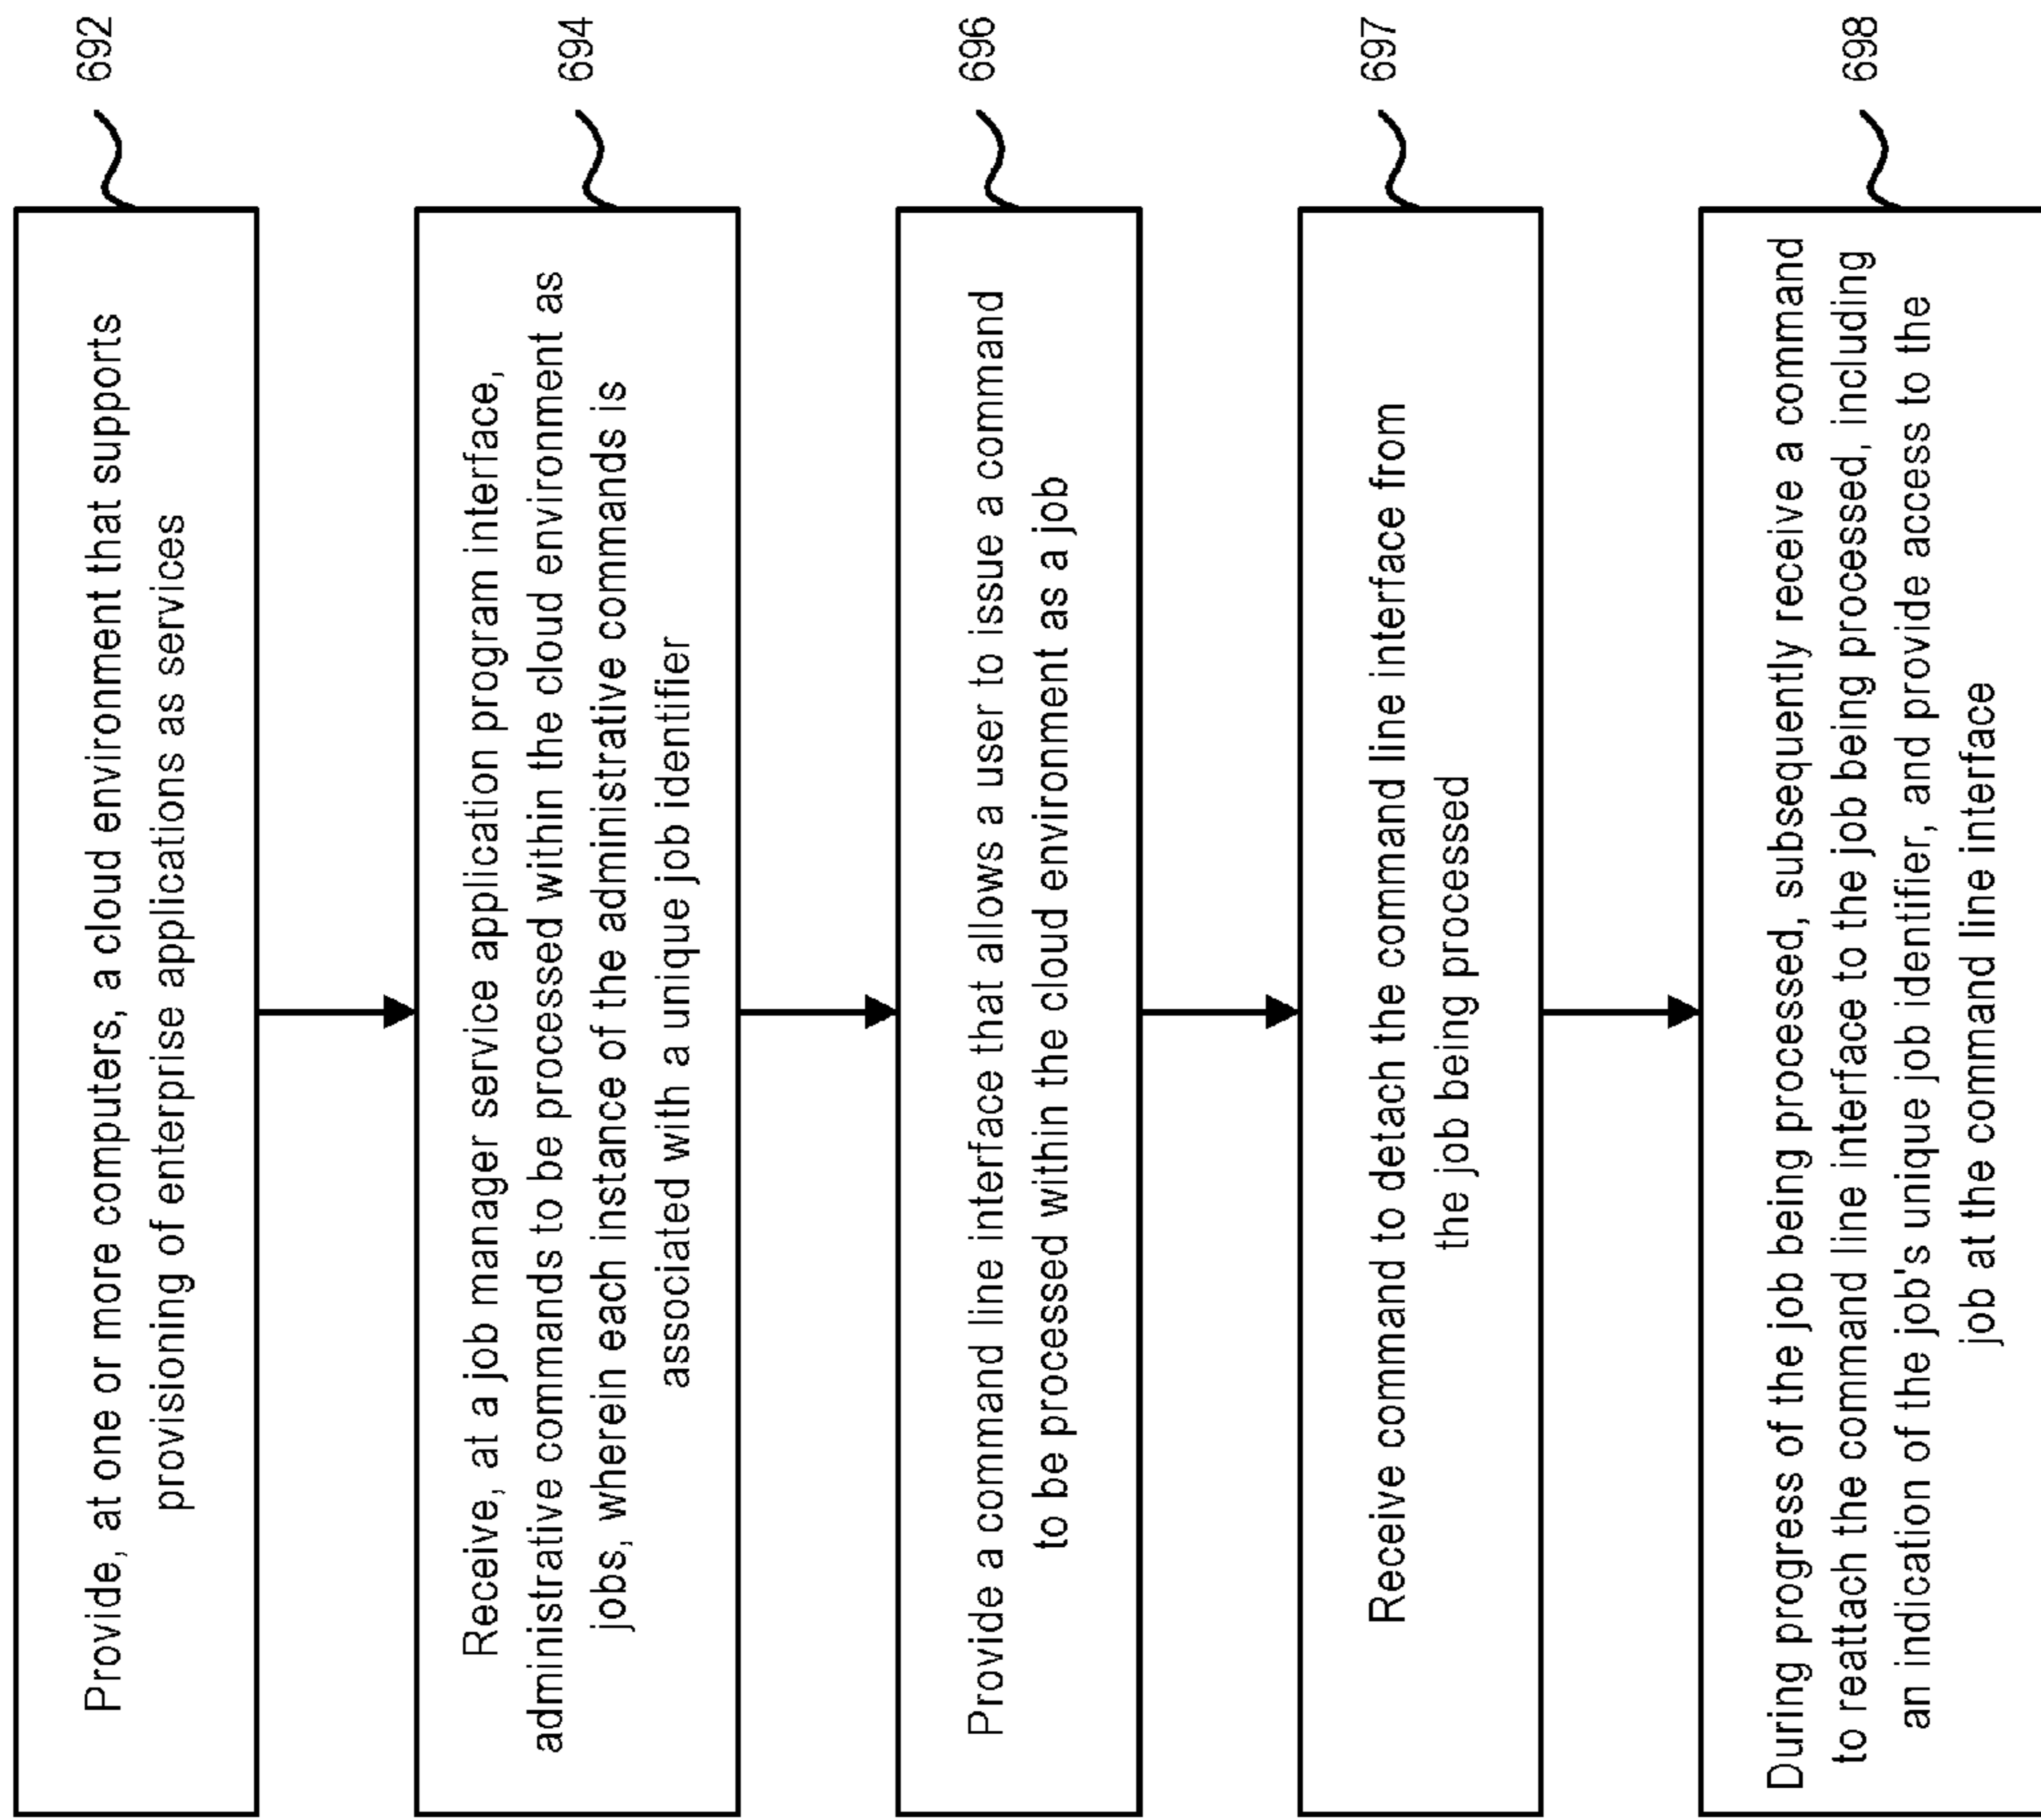 Provide, at one or more computers, a cloud environment that supports
provisioning of enterprise applications as services
692
Receive, at a job manager service application program interface,
administrative commands to be processed within the cloud environment as
jobs, wherein each instance of the administrative commands is
associated with a unique job identifier
694
Provide a command line interface that allows a user to issue a command
to be processed within the cloud environment as a job
696
Receive command to detach the command line interface from
the job being processed
697
During progress of the job being processed, subsequently receive a command
to reattach the command line interface to the job being processed, including
an indication of the job's unique job identifier, and provide access to the
job at the command line interface
698